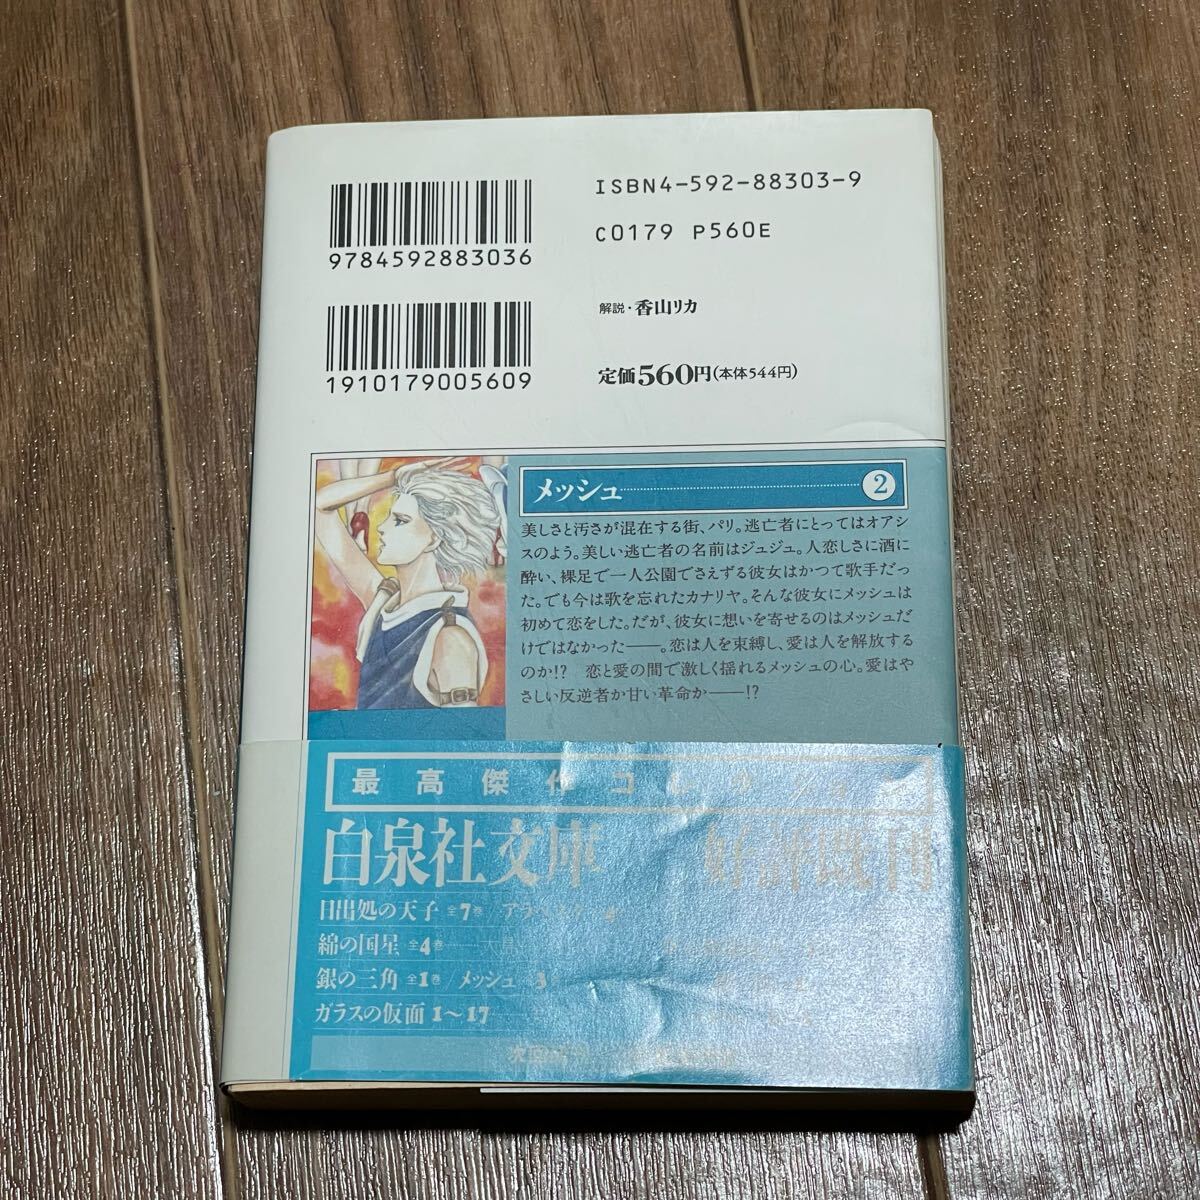 ISBN4-592-88303-9
9784592883036
C0179 P560E
解説・香山リカ
1910179005609
定価560円(本体544円)
メッシュ 2
美しさと汚さが混在する街、パリ。逃亡者にとってはオアシ
スのよう。美しい逃亡者の名前はジュジュ。人恋しさに酒に
酔い、裸足で一人公園でさえずる彼女はかつて歌手だっ
た。でも今は歌を忘れたカナリヤ。そんな彼女にメッシュは
初めて恋をした。だが、彼女に想いを寄せるのはメッシュだ
けではなかった――。恋は人を束縛し、愛は人を解放する
のか!? 恋と愛の間で激しく揺れるメッシュの心。愛はや
さしい反逆者か甘い革命か――!?
最高傑作コレクション
白泉社文庫 好評既刊
日出処の天子 全7巻/アラベスク
綿の国星 全4巻
銀の三角 全1巻/メッシュ
ガラスの仮面 1〜17